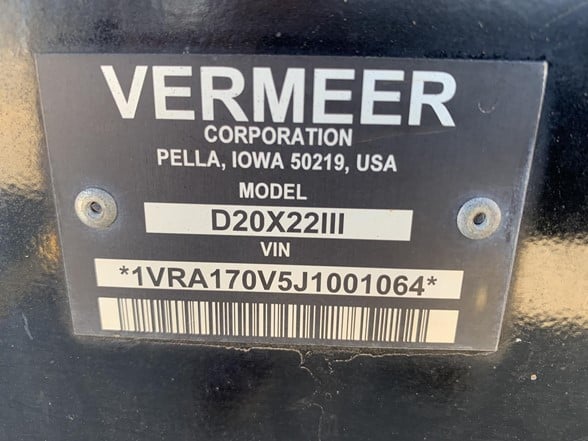 VERMEER
CORPORATION
PELLA, IOWA 50219, USA
MODEL
D20X22III
VIN
*1VRA170V5J1001064*